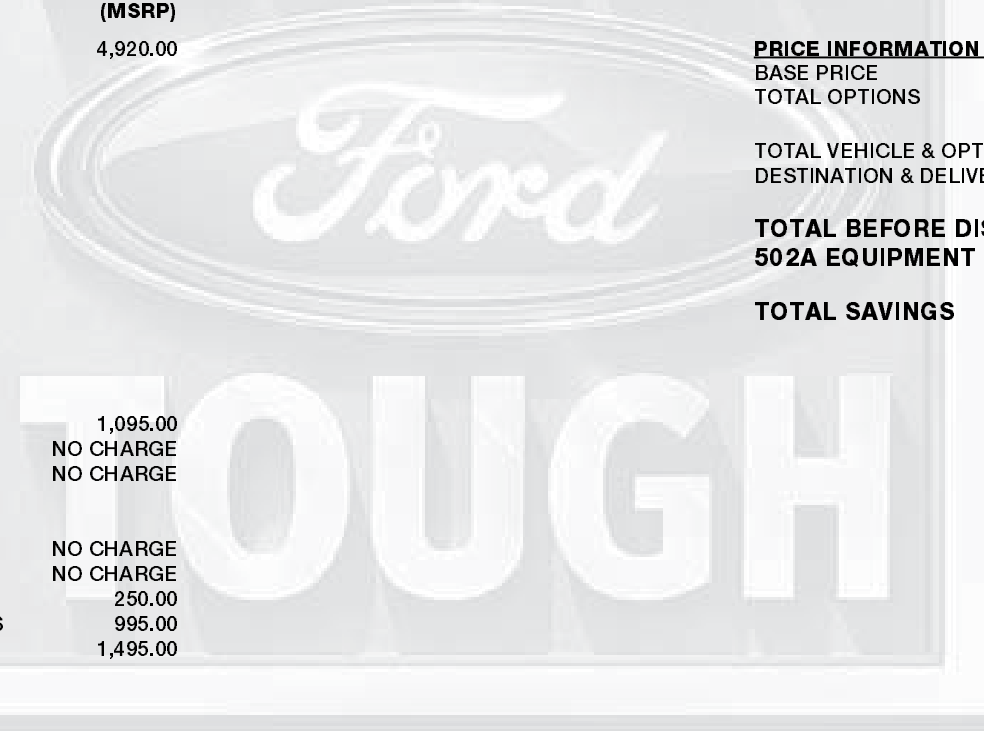 (MSRP)
4,920.00
1,095.00
NO CHARGE
NO CHARGE
NO CHARGE
NO CHARGE
250.00
S 995.00
1,495.00
PRICE INFORMATION
BASE PRICE
TOTAL OPTIONS
TOTAL VEHICLE & OPT
DESTINATION & DELIVE
TOTAL BEFORE DIS
502A EQUIPMENT
TOTAL SAVINGS
Ford
TOUGH